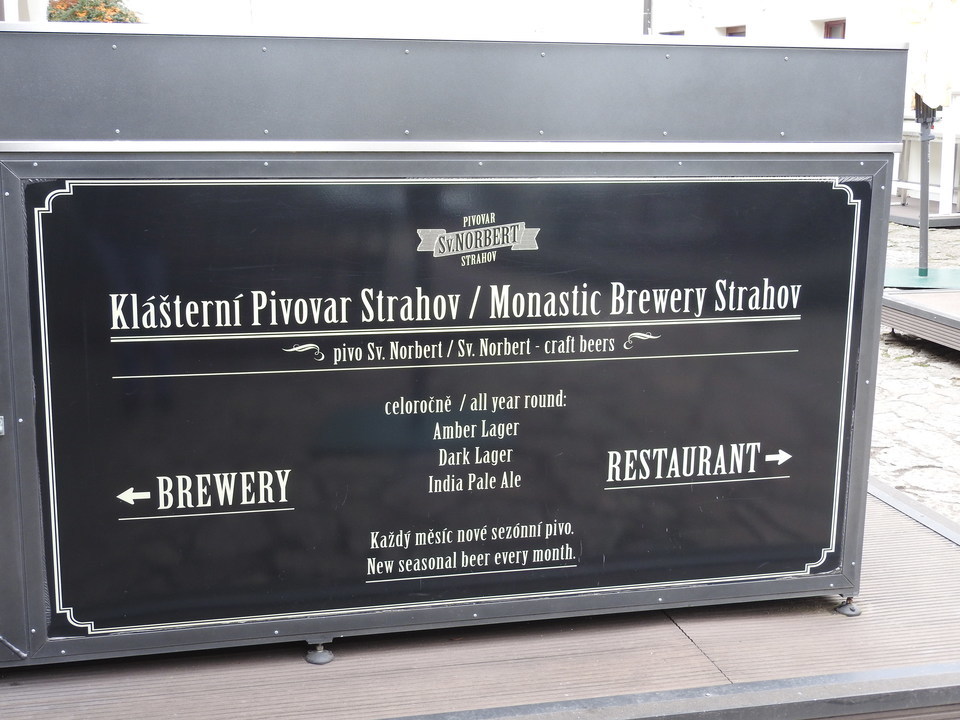 PIVOVAR
Sv. NORBERT
STRAHOV
Klášterní Pivovar Strahov / Monastic Brewery Strahov
pivo Sv. Norbert / Sv. Norbert - craft beers
celoročně / all year round:
Amber Lager
Dark Lager
India Pale Ale
BREWERY
RESTAURANT
Každý měsíc nové sezónní pivo.
New seasonal beer every month.